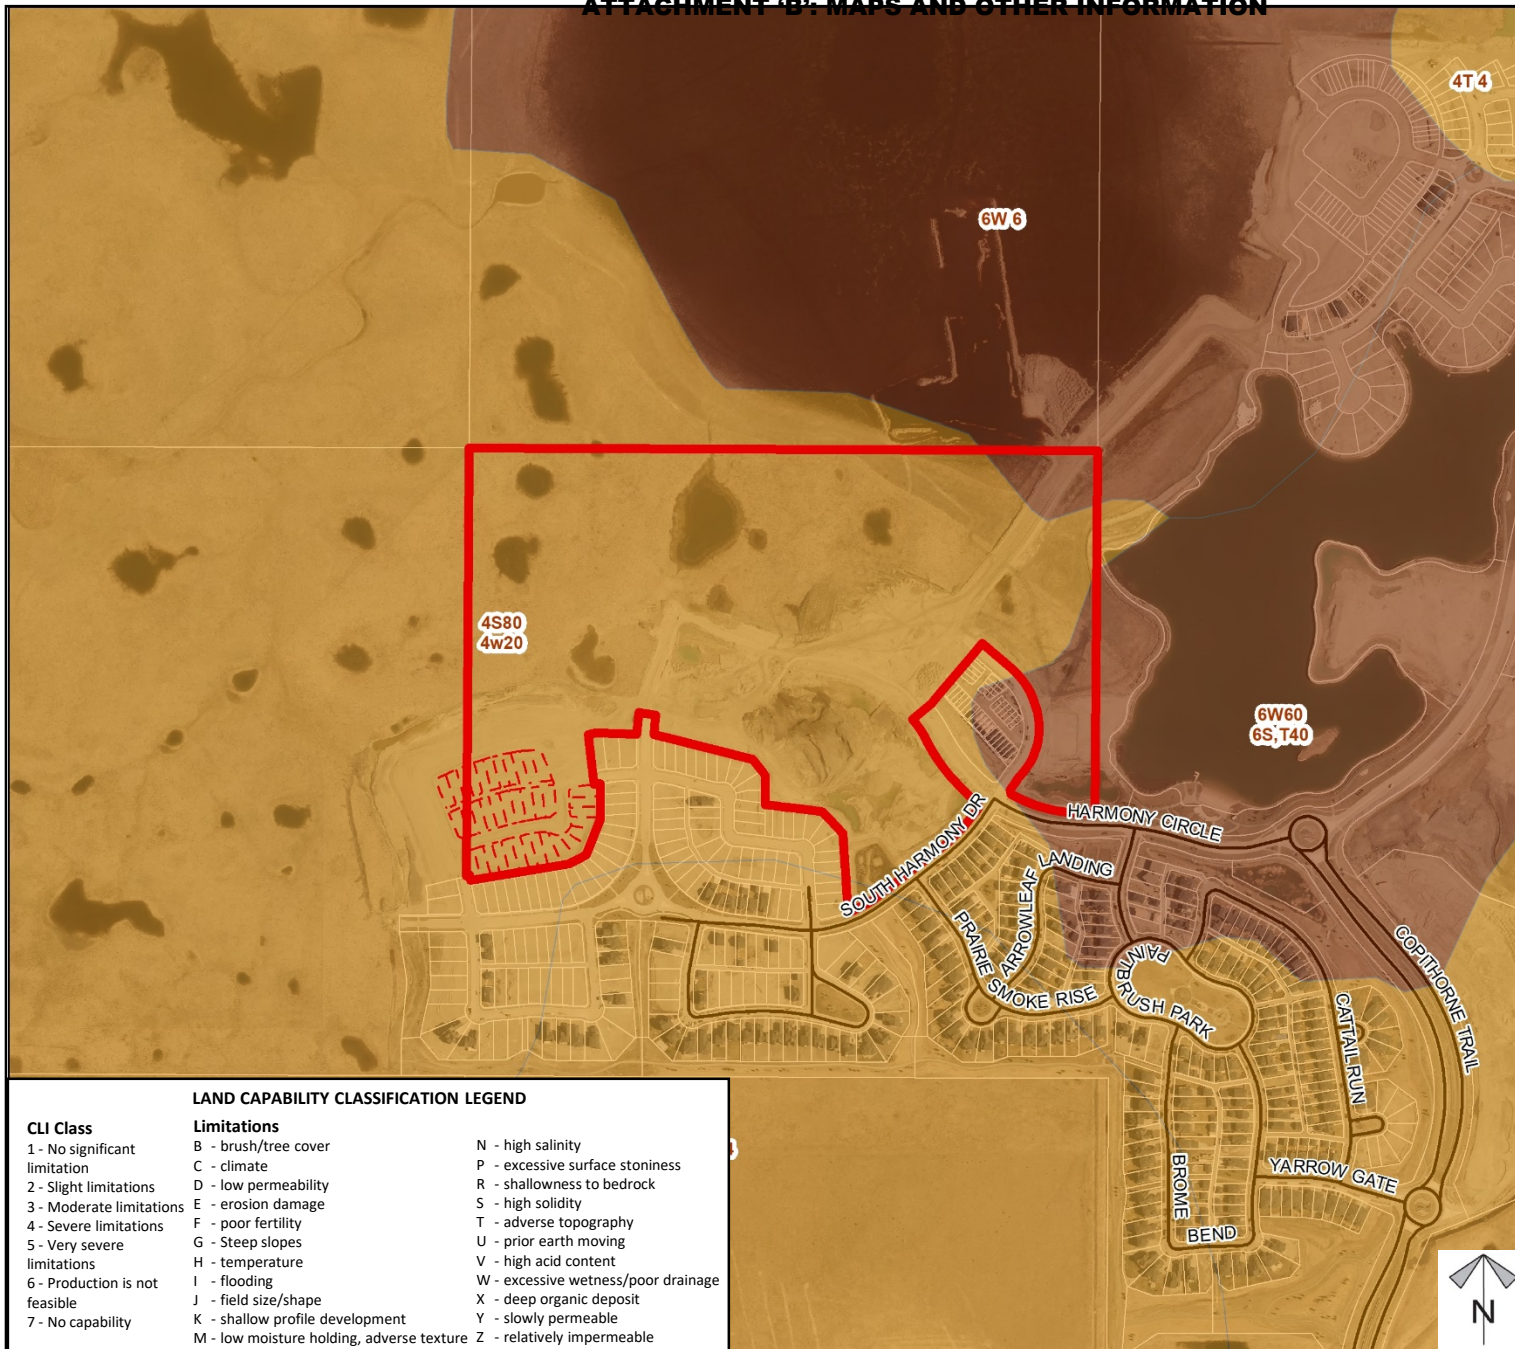 ATTACHMENT 'B': MAPS AND OTHER INFORMATION
4T 4
6W 6
4S80
4w20
6W60
6S,T40
SOUTH HARMONY DR
HARMONY CIRCLE
LANDING
ARROWLEAF
PRAIRIE SMOKE RISE
PAINTBRUSH PARK
COPITHORNE TRAIL
CATTAIL RUN
YARROW GATE
BROME
BEND
LAND CAPABILITY CLASSIFICATION LEGEND
CLI Class
1 - No significant
limitation
2 - Slight limitations
3 - Moderate limitations
4 - Severe limitations
5 - Very severe
limitations
6 - Production is not
feasible
7 - No capability
Limitations
B - brush/tree cover
C - climate
D - low permeability
E - erosion damage
F - poor fertility
G - Steep slopes
H - temperature
I - flooding
J - field size/shape
K - shallow profile development
M - low moisture holding, adverse texture
N - high salinity
P - excessive surface stoniness
R - shallowness to bedrock
S - high solidity
T - adverse topography
U - prior earth moving
V - high acid content
W - excessive wetness/poor drainage
X - deep organic deposit
Y - slowly permeable
Z - relatively impermeable
N